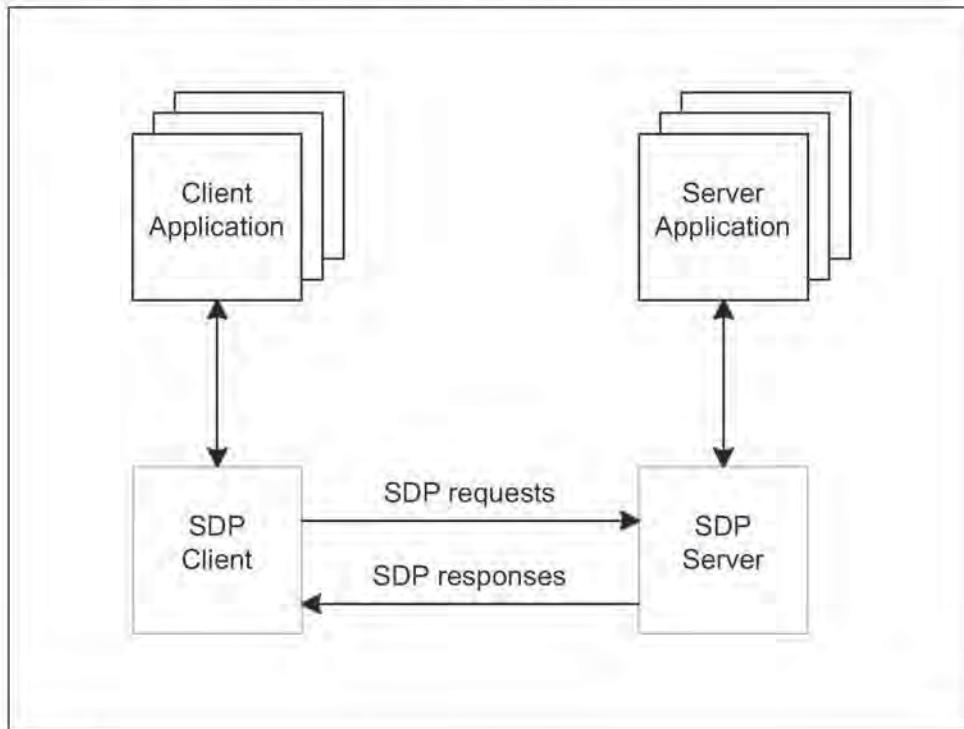 Client
Application
Server
Application
SDP requests
SDP
Client
SDP
Server
SDP responses